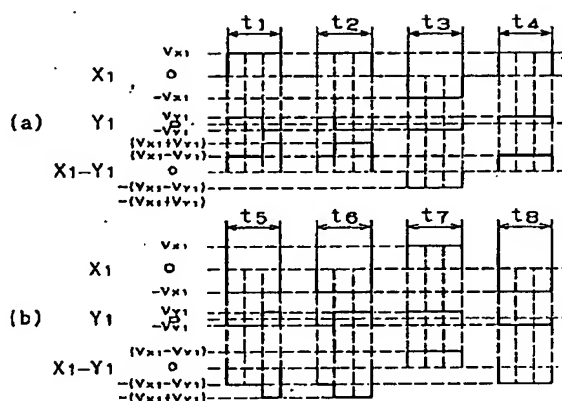 t1 t2 t3 t4
Vx1
X1 0
-Vx1
(a) Y1 VY1
0
-VY1
(Vx1+VY1)
(Vx1-VY1)
X1-Y1 0
-(Vx1-VY1)
-(Vx1+VY1)
t5 t6 t7 t8
Vx1
X1 0
-Vx1
(b) Y1 VY1
0
-VY1
(Vx1-VY1)
X1-Y1 0
-(Vx1-VY1)
-(Vx1+VY1)